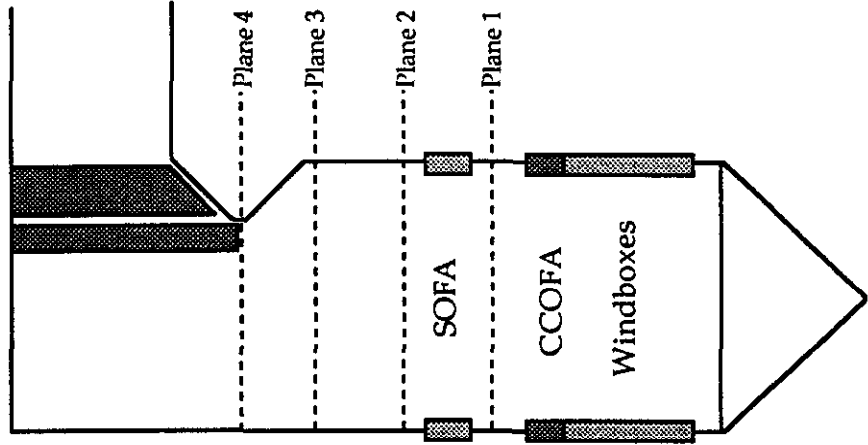 Plane 4
Plane 3
Plane 2
Plane 1
SOFA
CCOFA
Windboxes